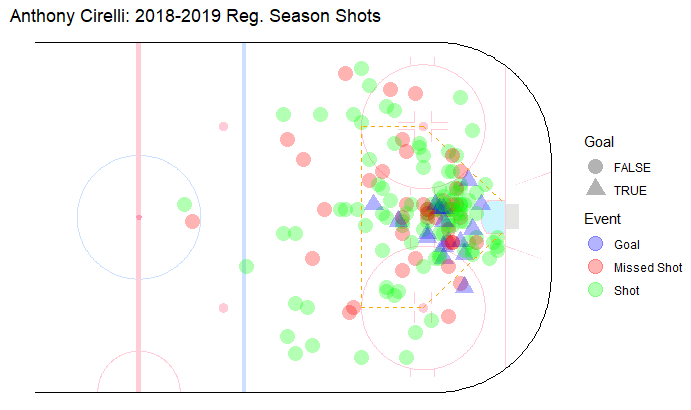 Anthony Cirelli: 2018-2019 Reg. Season Shots
Goal
FALSE
TRUE
Event
Goal
Missed Shot
Shot